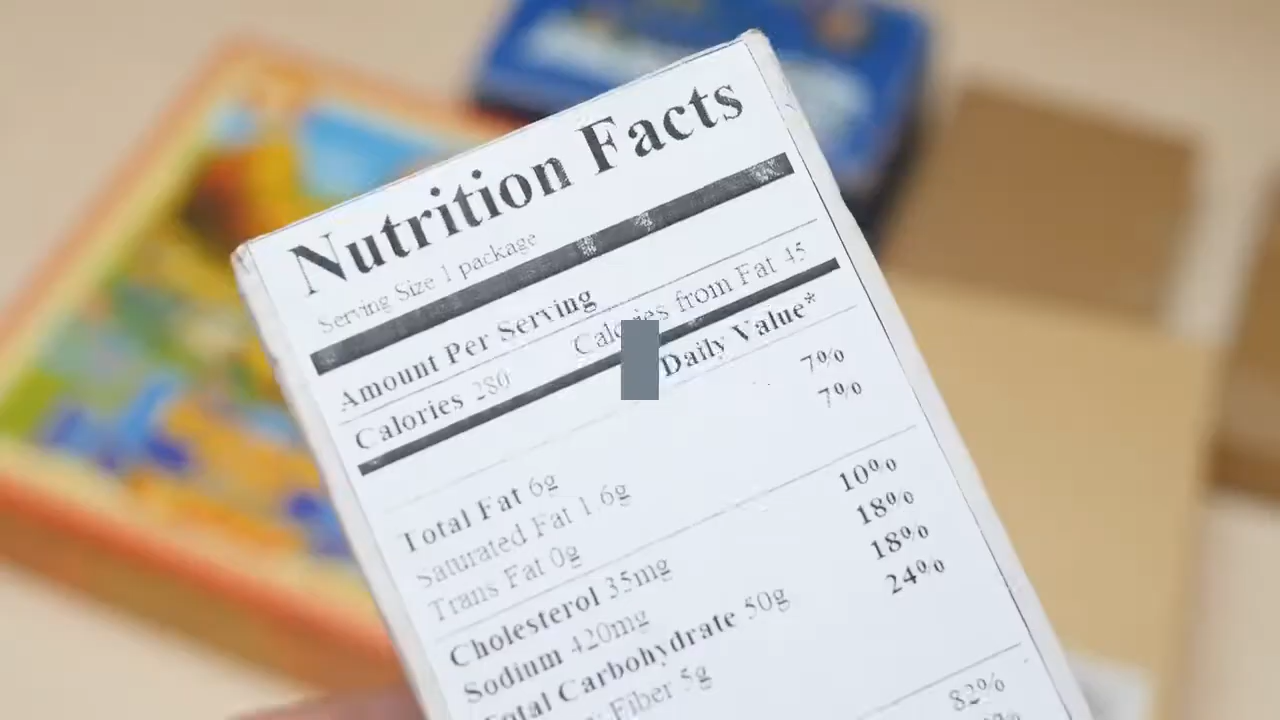 Nutrition Facts
Serving Size 1 package
Amount Per Serving
Calories 280 from Fat 45
Daily Value*
Total Fat 6g 7%
Saturated Fat 1.6g 7%
Trans Fat 0g
Cholesterol 35mg 10%
Sodium 420mg 18%
Total Carbohydrate 50g 18%
Fiber 5g 24%
82%